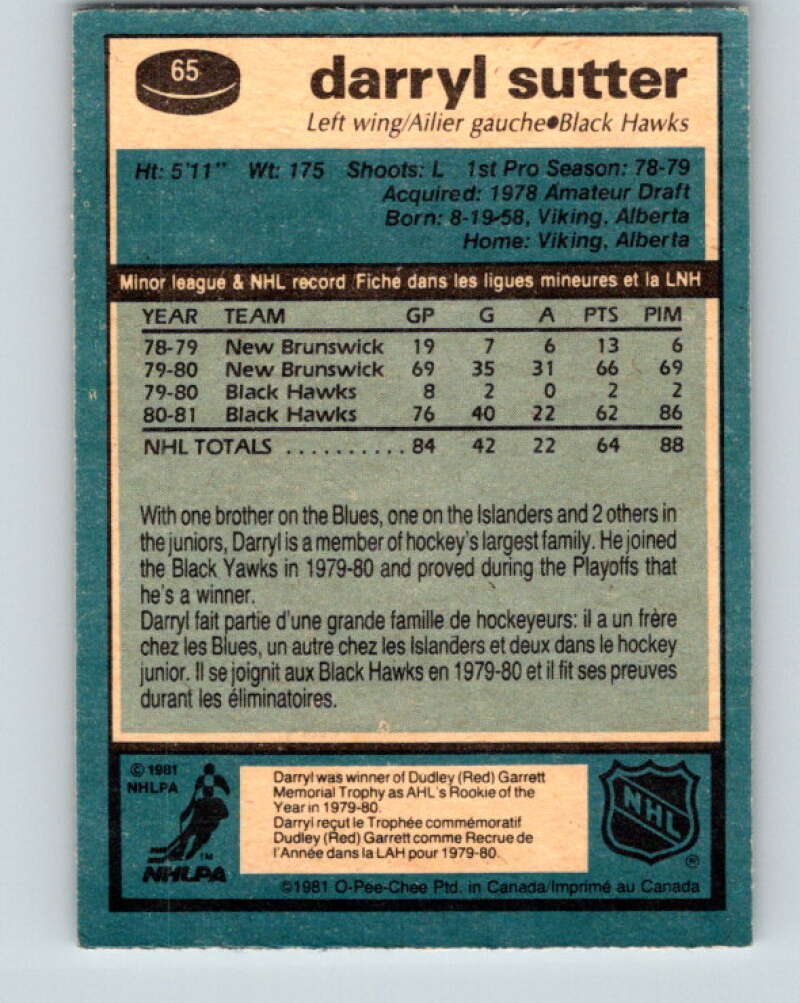 65
darryl sutter
Left wing/Ailier gauche●Black Hawks
Ht: 5'11" Wt: 175 Shoots: L 1st Pro Season: 78-79
Acquired: 1978 Amateur Draft
Born: 8-19-58, Viking, Alberta
Home: Viking, Alberta
Minor league & NHL record /Fiche dans les ligues mineures et la LNH
YEAR TEAM GP G A PTS PIM
78-79 New Brunswick 19 7 6 13 6
79-80 New Brunswick 69 35 31 66 69
79-80 Black Hawks 8 2 0 2 2
80-81 Black Hawks 76 40 22 62 86
NHL TOTALS .......... 84 42 22 64 88
With one brother on the Blues, one on the Islanders and 2 others in
the juniors, Darryl is a member of hockey's largest family. He joined
the Black Yawks in 1979-80 and proved during the Playoffs that
he's a winner.
Darryl fait partie d'une grande famille de hockeyeurs: il a un frère
chez les Blues, un autre chez les Islanders et deux dans le hockey
junior. Il se joignit aux Black Hawks en 1979-80 et il fit ses preuves
durant les éliminatoires.
© 1981
NHLPA
TM
NHLPA
Darryl was winner of Dudley (Red) Garrett
Memorial Trophy as AHL's Rookie of the
Year in 1979-80.
Darryl reçut le Trophée commémoratif
Dudley (Red) Garrett comme Recrue de
l'Année dans la LAH pour 1979-80.
NHL
®
©1981 O-Pee-Chee Ptd. in Canada/Imprimé au Canada